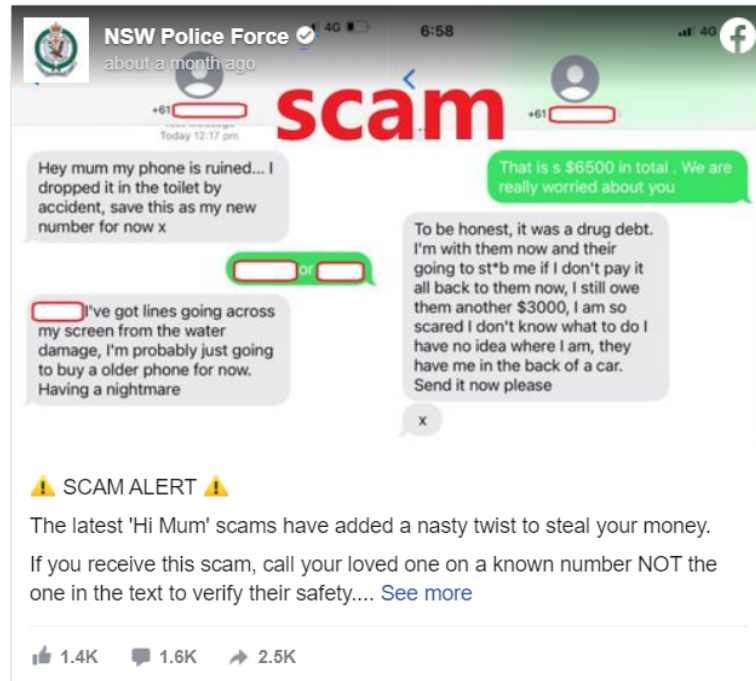 NSW Police Force
about a month ago
4G
6:58
4G
scam
+61
+61
Today 12:17 pm
Hey mum my phone is ruined... I
dropped it in the toilet by
accident, save this as my new
number for now x
or
I've got lines going across
my screen from the water
damage, I'm probably just going
to buy a older phone for now.
Having a nightmare
That is s $6500 in total . We are
really worried about you
To be honest, it was a drug debt.
I'm with them now and their
going to st*b me if I don't pay it
all back to them now, I still owe
them another $3000, I am so
scared I don't know what to do I
have no idea where I am, they
have me in the back of a car.
Send it now please
x
⚠ SCAM ALERT ⚠
The latest 'Hi Mum' scams have added a nasty twist to steal your money.
If you receive this scam, call your loved one on a known number NOT the
one in the text to verify their safety.... See more
1.4K 1.6K 2.5K